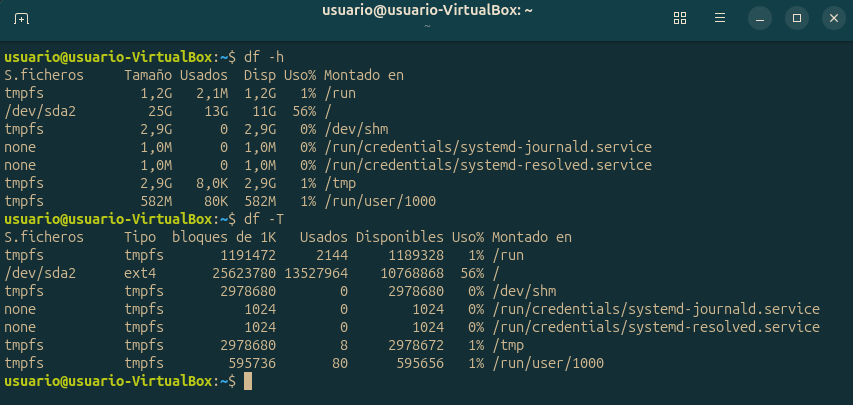 usuario@usuario-VirtualBox: ~
~
usuario@usuario-VirtualBox:~$ df -h
S.ficheros     Tamaño Usados  Disp Uso% Montado en
tmpfs            1,2G   2,1M  1,2G   1% /run
/dev/sda2         25G    13G   11G  56% /
tmpfs            2,9G      0  2,9G   0% /dev/shm
none             1,0M      0  1,0M   0% /run/credentials/systemd-journald.service
none             1,0M      0  1,0M   0% /run/credentials/systemd-resolved.service
tmpfs            2,9G   8,0K  2,9G   1% /tmp
tmpfs            582M    80K  582M   1% /run/user/1000
usuario@usuario-VirtualBox:~$ df -T
S.ficheros     Tipo  bloques de 1K   Usados Disponibles Uso% Montado en
tmpfs          tmpfs       1191472     2144     1189328   1% /run
/dev/sda2      ext4       25623780 13527964    10768868  56% /
tmpfs          tmpfs       2978680        0     2978680   0% /dev/shm
none           tmpfs          1024        0        1024   0% /run/credentials/systemd-journald.service
none           tmpfs          1024        0        1024   0% /run/credentials/systemd-resolved.service
tmpfs          tmpfs       2978680        8     2978672   1% /tmp
tmpfs          tmpfs        595736       80      595656   1% /run/user/1000
usuario@usuario-VirtualBox:~$